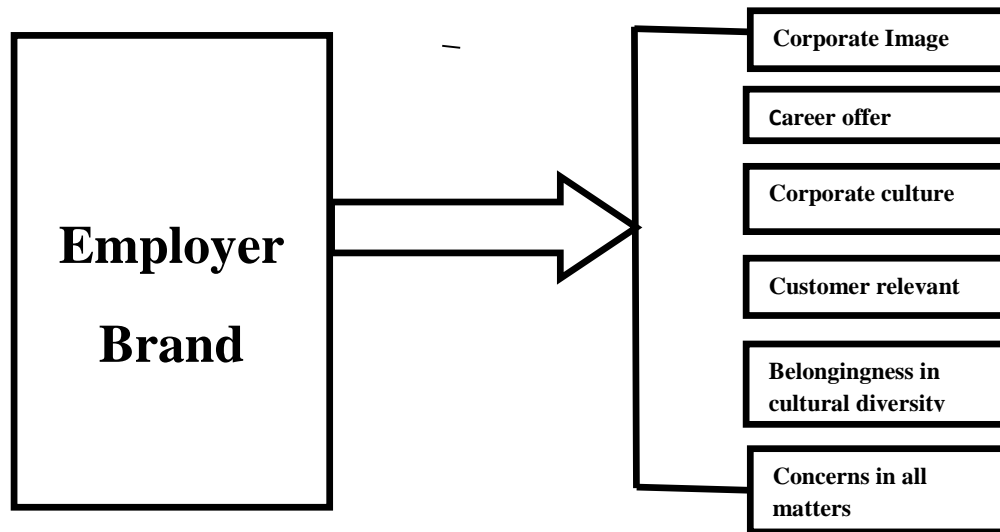 Employer
Brand
Corporate Image
Career offer
Corporate culture
Customer relevant
Belongingness in
cultural diversity
Concerns in all
matters